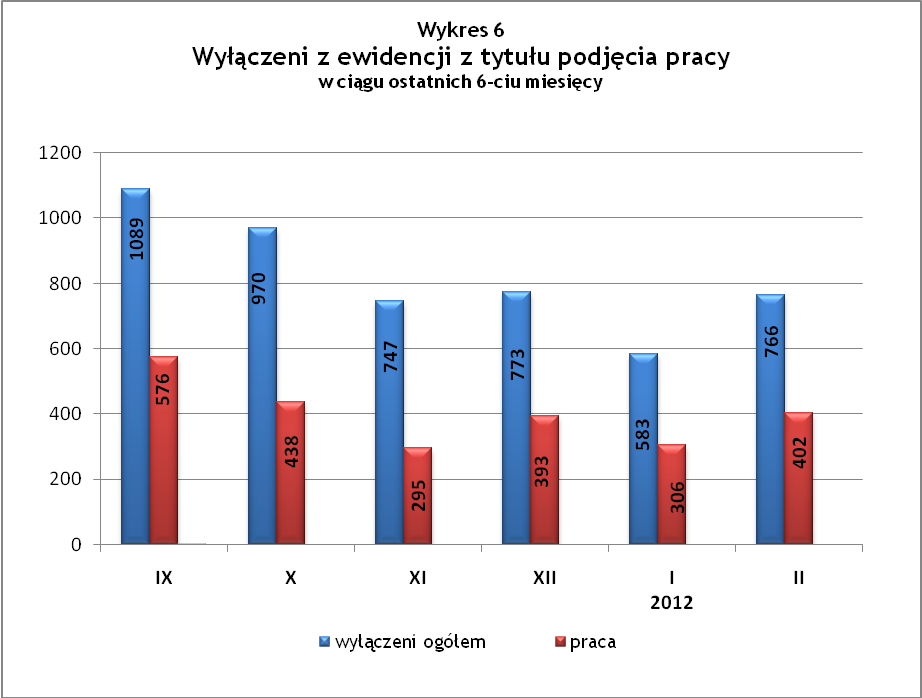 Wykres 6
Wyłączeni z ewidencji z tytułu podjęcia pracy
w ciągu ostatnich 6-ciu miesięcy
1200
1000
800
600
400
200
0
1089
576
970
438
747
295
773
393
583
306
766
402
IX
X
XI
XII
I
II
2012
wyłączeni ogółem
praca